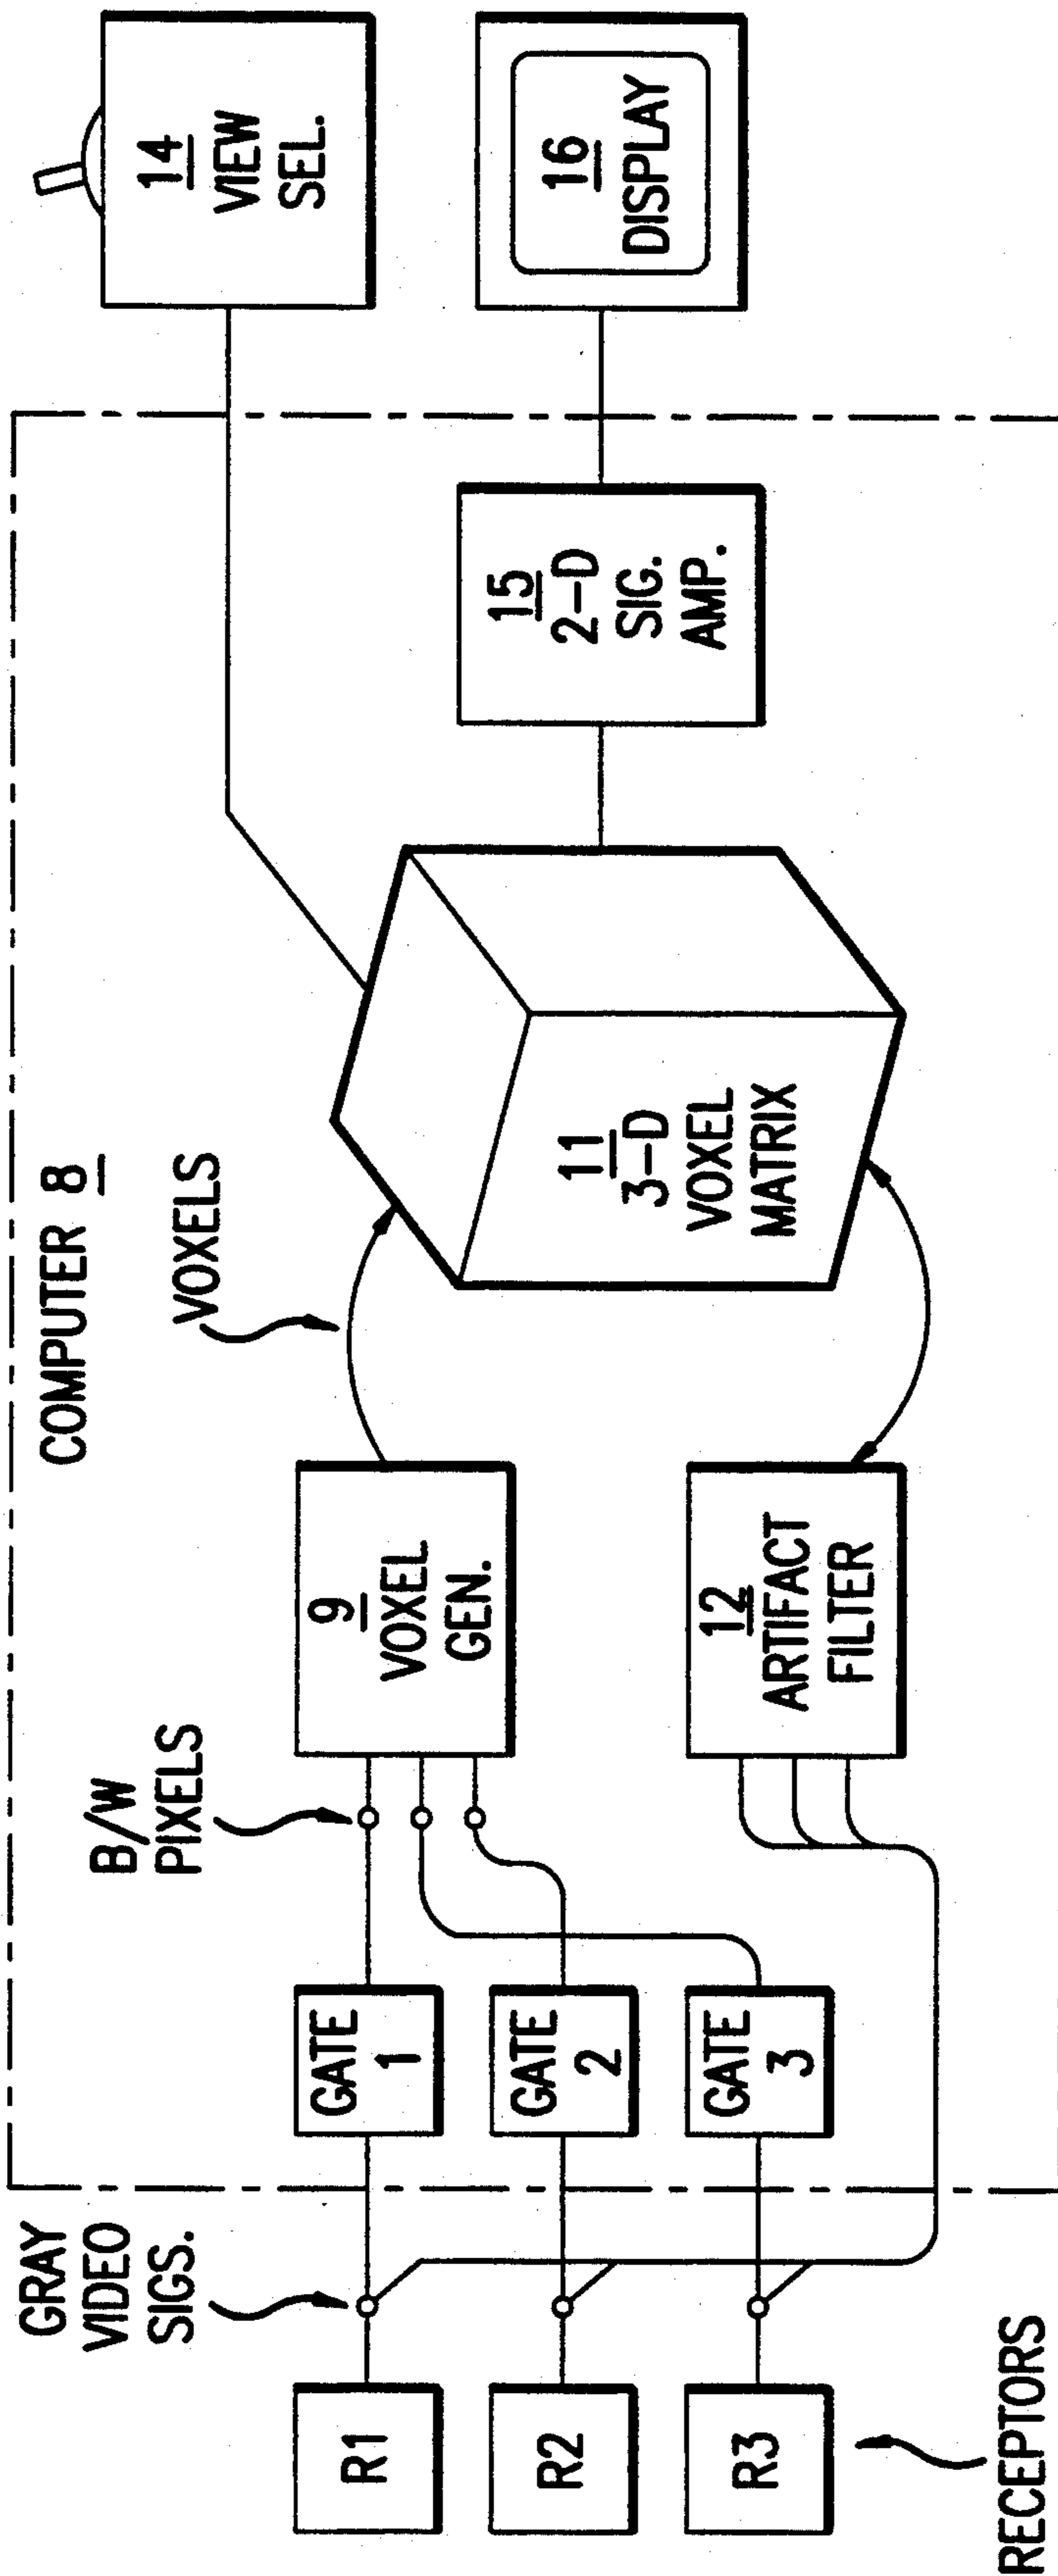 COMPUTER 8
GRAY
VIDEO
SIGS.
B/W
PIXELS
VOXELS
R1
R2
R3
RECEPTORS
GATE
1
GATE
2
GATE
3
9
VOXEL
GEN.
12
ARTIFACT
FILTER
11
3-D
VOXEL
MATRIX
15
2-D
SIG.
AMP.
14
VIEW
SEL.
16
DISPLAY